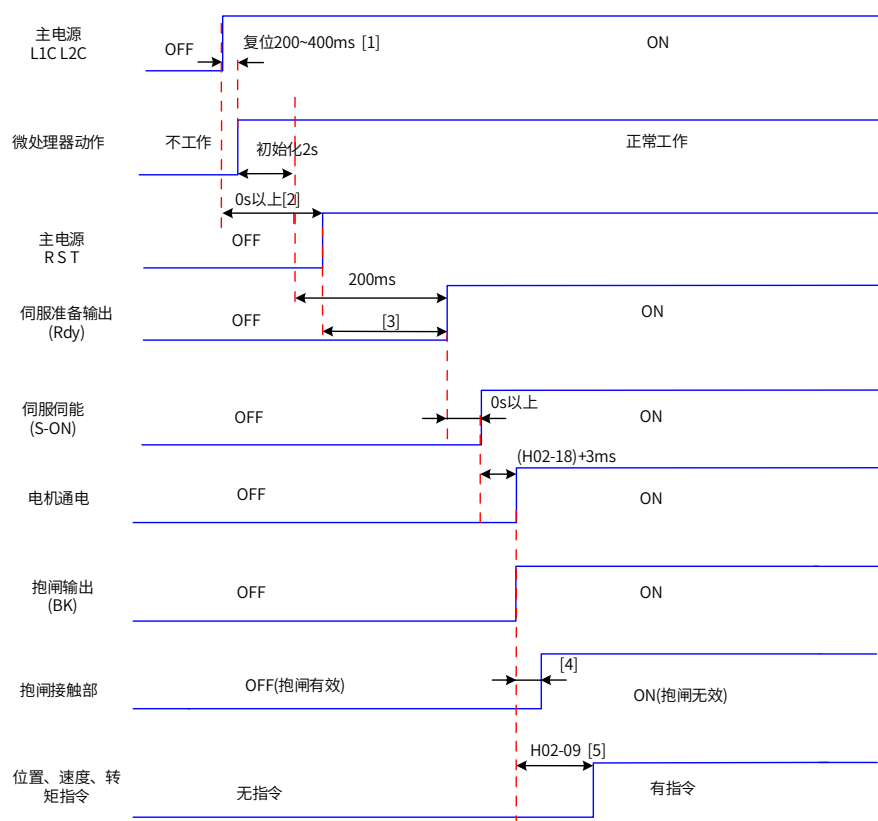 主电源
L1C L2C
OFF
复位200~400ms [1]
ON
微处理器动作
不工作
初始化2s
正常工作
0s以上[2]
主电源
R S T
OFF
200ms
伺服准备输出
(Rdy)
OFF
[3]
ON
伺服伺能
(S-ON)
OFF
0s以上
ON
(H02-18)+3ms
电机通电
OFF
ON
抱闸输出
(BK)
OFF
ON
抱闸接触部
OFF(抱闸有效)
[4]
ON(抱闸无效)
H02-09 [5]
位置、速度、转
矩指令
无指令
有指令